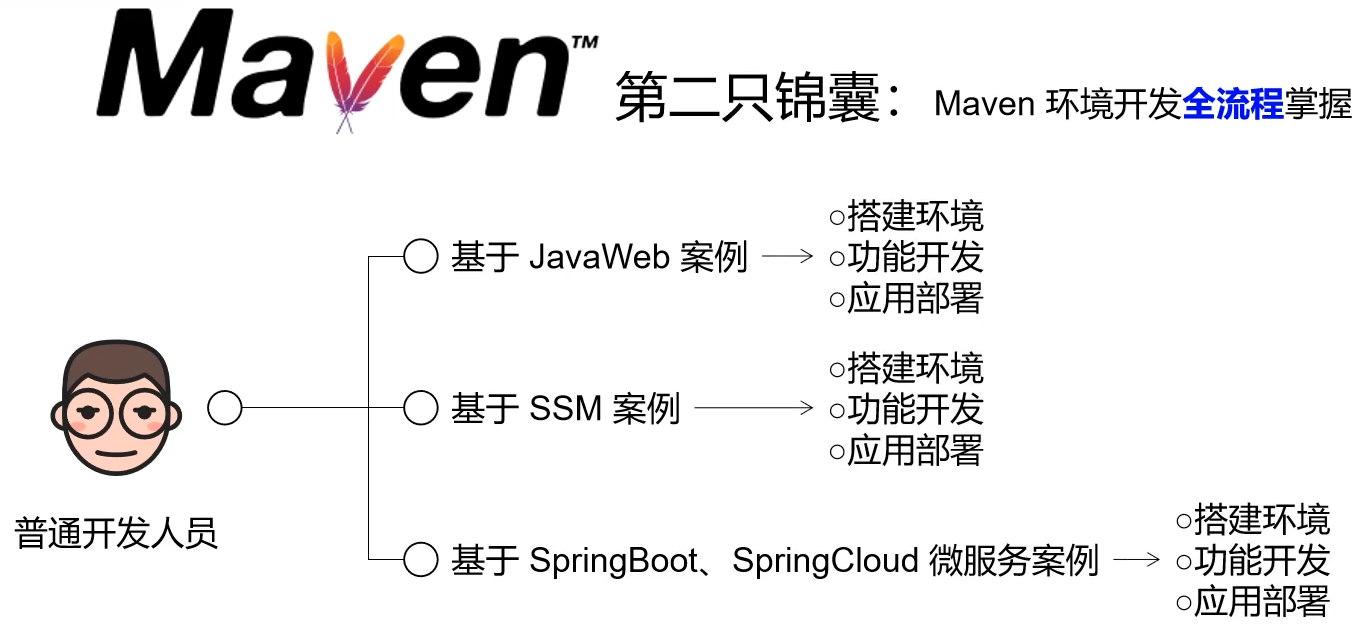 Maven™ 第二只锦囊： Maven 环境开发全流程掌握
○搭建环境
基于 JavaWeb 案例
○功能开发
○应用部署
○搭建环境
基于 SSM 案例
○功能开发
○应用部署
普通开发人员
○搭建环境
基于 SpringBoot、SpringCloud 微服务案例
○功能开发
○应用部署